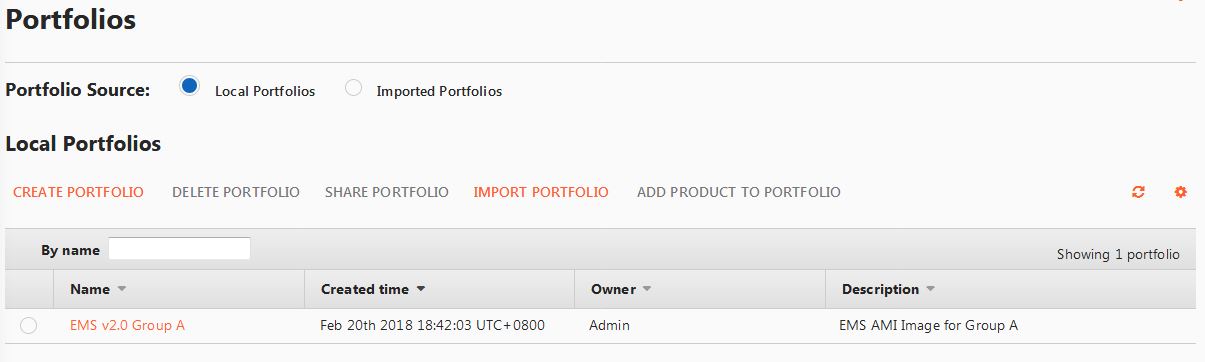 Portfolios
Portfolio Source: Local Portfolios Imported Portfolios
Local Portfolios
CREATE PORTFOLIO DELETE PORTFOLIO SHARE PORTFOLIO IMPORT PORTFOLIO ADD PRODUCT TO PORTFOLIO
By name Showing 1 portfolio
Name Created time Owner Description
EMS v2.0 Group A Feb 20th 2018 18:42:03 UTC+0800 Admin EMS AMI Image for Group A